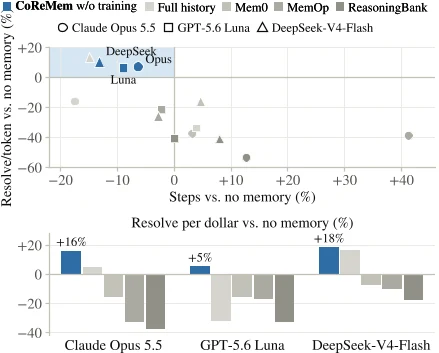 CoReMem w/o training Full history Mem0 MemOp ReasoningBank
Claude Opus 5.5 GPT-5.6 Luna DeepSeek-V4-Flash
Resolve/token vs. no memory (%)
+20
0
−20
−40
−60
DeepSeek
Opus
Luna
−20 −10 0 +10 +20 +30 +40
Steps vs. no memory (%)
Resolve per dollar vs. no memory (%)
+20
0
−20
−40
+16%
+5%
+18%
Claude Opus 5.5 GPT-5.6 Luna DeepSeek-V4-Flash